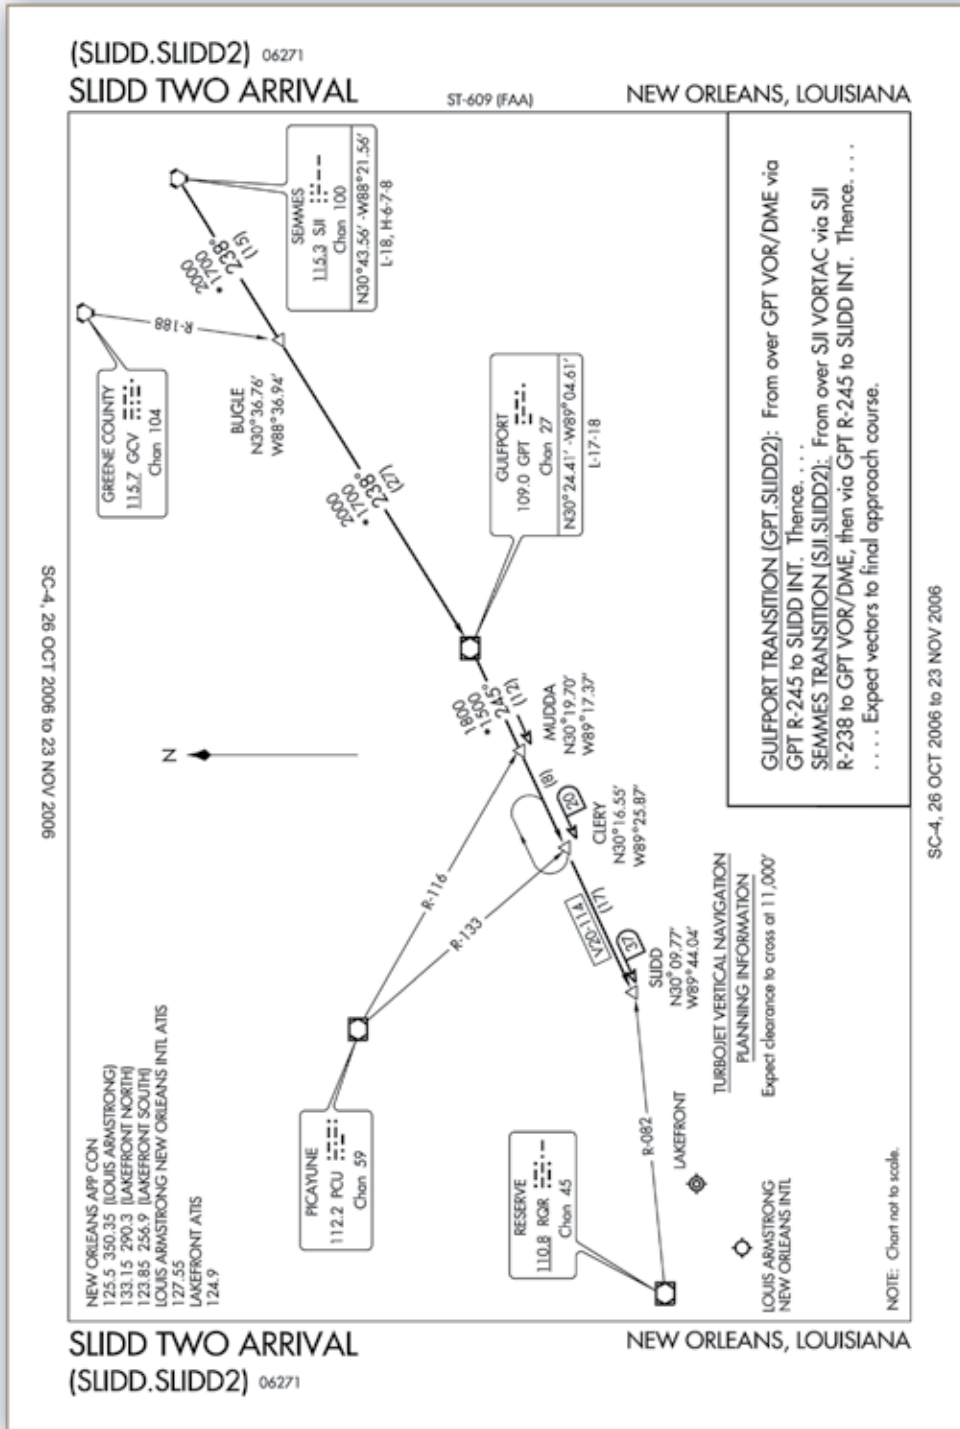 (SLIDD.SLIDD2) 06271
SLIDD TWO ARRIVAL
ST-609 (FAA)
NEW ORLEANS, LOUISIANA
SEMMES
115.3 SJI
Chan 100
N30°43.56' -W88°21.56'
L-18, H-6-7-8
2000
*1700
238°
(15)
GREENE COUNTY
115.7 GCV
Chan 104
R-188
BUGLE
N30°36.76'
W88°36.94'
2000
*1700
238°
(27)
GULFPORT
109.0 GPT
Chan 27
N30°24.41' -W89°04.61'
L-17-18
1800
*1500
245°
(12)
MUDDA
N30°19.70'
W89°17.37'
N
(8)
20
CLERY
N30°16.55'
W89°25.87'
R-116
R-133
V20-114
(17)
37
SLIDD
N30°09.77'
W89°44.04'
PICAYUNE
112.2 PCU
Chan 59
RESERVE
110.8 RQR
Chan 45
R-082
LAKEFRONT
LOUIS ARMSTRONG
NEW ORLEANS INTL
NEW ORLEANS APP CON
125.5 350.35 (LOUIS ARMSTRONG)
133.15 290.3 (LAKEFRONT NORTH)
123.85 256.9 (LAKEFRONT SOUTH)
LOUIS ARMSTRONG NEW ORLEANS INTL ATIS
127.55
LAKEFRONT ATIS
124.9
TURBOJET VERTICAL NAVIGATION
PLANNING INFORMATION
Expect clearance to cross at 11,000'
NOTE: Chart not to scale.
GULFPORT TRANSITION (GPT.SLIDD2): From over GPT VOR/DME via
GPT R-245 to SLIDD INT. Thence. . . .
SEMMES TRANSITION (SJI.SLIDD2): From over SJI VORTAC via SJI
R-238 to GPT VOR/DME, then via GPT R-245 to SLIDD INT. Thence. . . .
. . . . Expect vectors to final approach course.
SC-4, 26 OCT 2006 to 23 NOV 2006
SC-4, 26 OCT 2006 to 23 NOV 2006
SLIDD TWO ARRIVAL
(SLIDD.SLIDD2) 06271
NEW ORLEANS, LOUISIANA